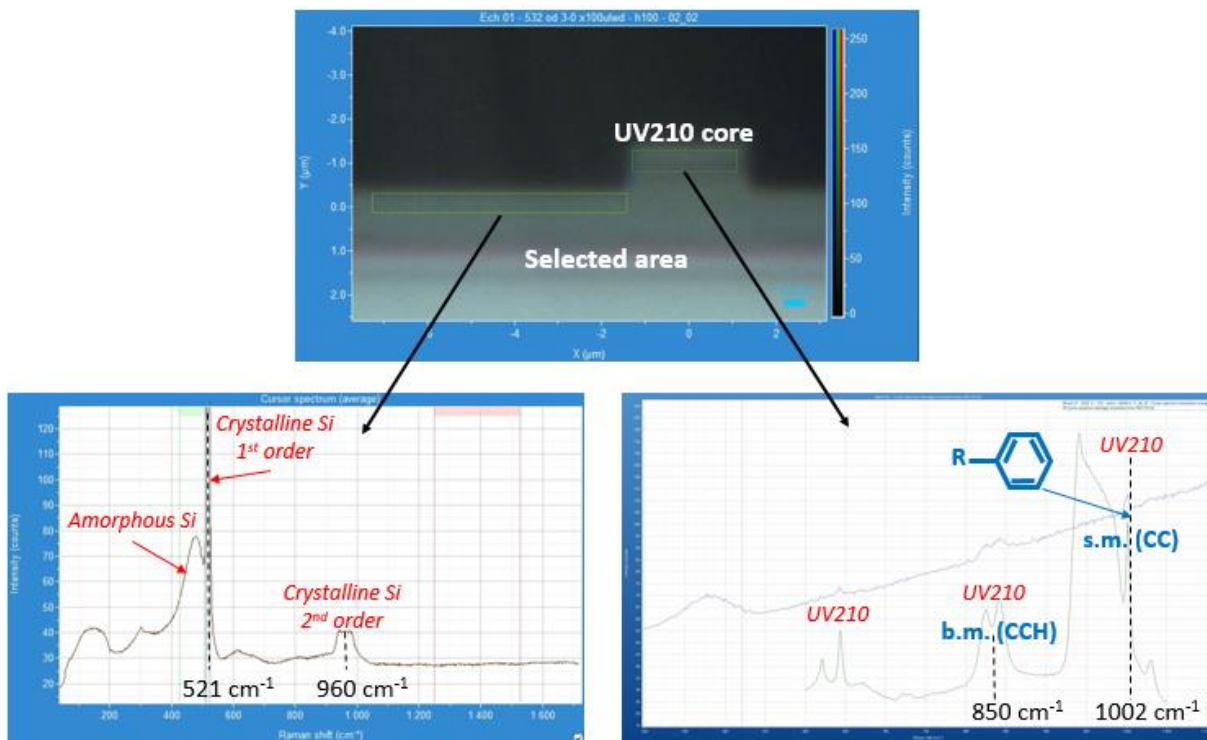 Ech 01 - 532 od 3-0 x100ulwd - h100 - 02_02
-4.0
-3.0
-2.0
-1.0
0.0
1.0
2.0
Y (µm)
UV210 core
Selected area
-4
-2
0
2
X (µm)
250
200
150
100
50
0
Intensity (counts)
Cursor spectrum (average)
120
110
100
90
80
70
60
50
40
30
20
Intensity (counts)
Crystalline Si
1st order
Amorphous Si
Crystalline Si
2nd order
521 cm-1
960 cm-1
200
400
600
800
1 000
1 200
1 400
1 600
Raman shift (cm-1)
UV210
R
s.m. (CC)
UV210
UV210
b.m. (CCH)
850 cm-1
1002 cm-1